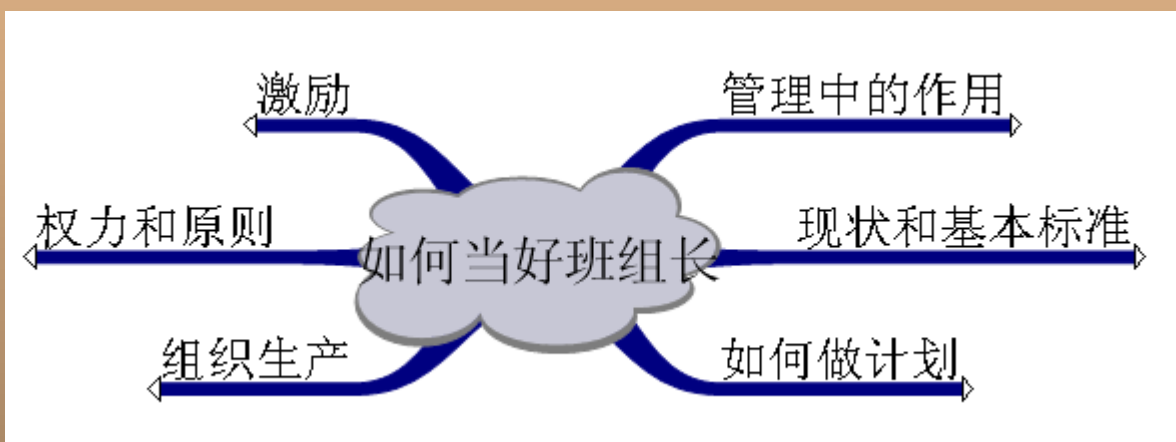 激励
管理中的作用
权力和原则
现状和基本标准
如何当好班组长
组织生产
如何做计划